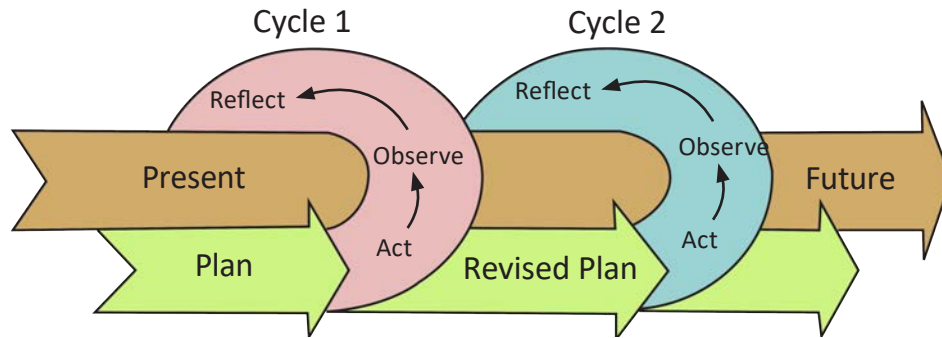 Cycle 1
Cycle 2
Reflect
Reflect
Observe
Observe
Present
Future
Act
Act
Plan
Revised Plan